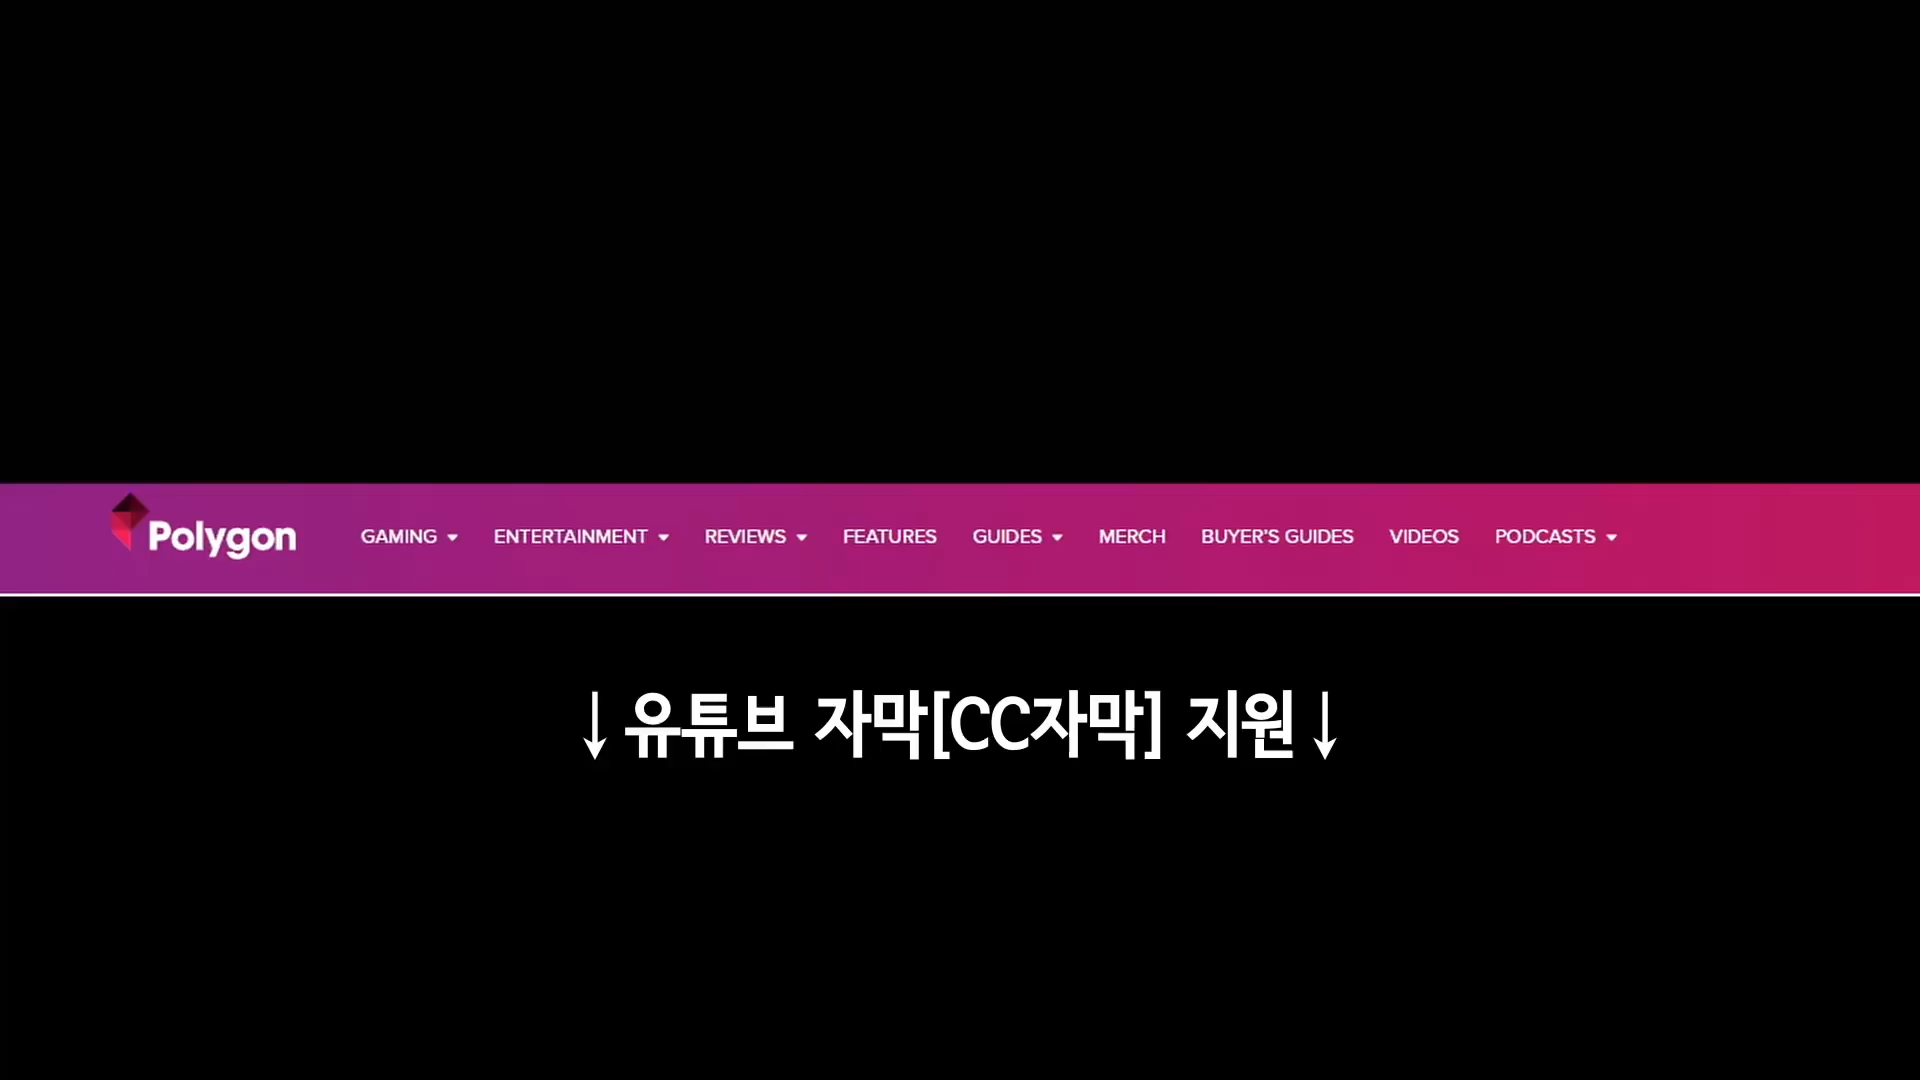 Polygon GAMING ENTERTAINMENT REVIEWS FEATURES GUIDES MERCH BUYER'S GUIDES VIDEOS PODCASTS
↓유튜브 자막[CC자막] 지원↓